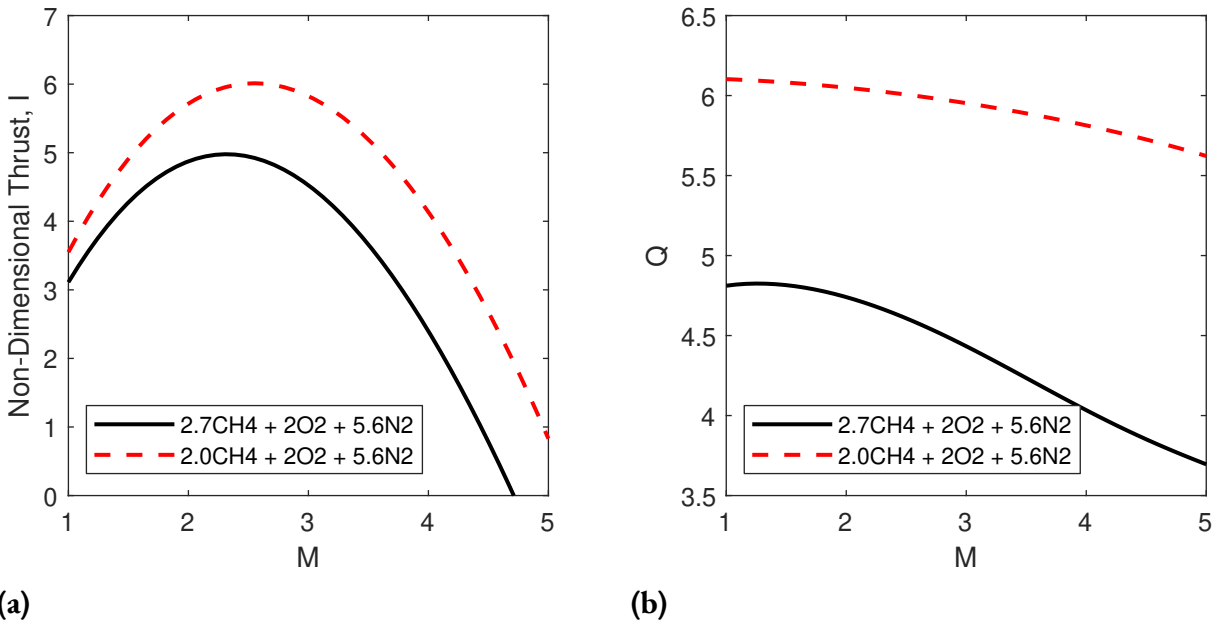 7
6
5
4
3
2
1
0
Non-Dimensional Thrust, I
2.7CH4 + 2O2 + 5.6N2
2.0CH4 + 2O2 + 5.6N2
1 2 3 4 5
M
(a)
6.5
6
5.5
5
4.5
4
3.5
Q
2.7CH4 + 2O2 + 5.6N2
2.0CH4 + 2O2 + 5.6N2
1 2 3 4 5
M
(b)